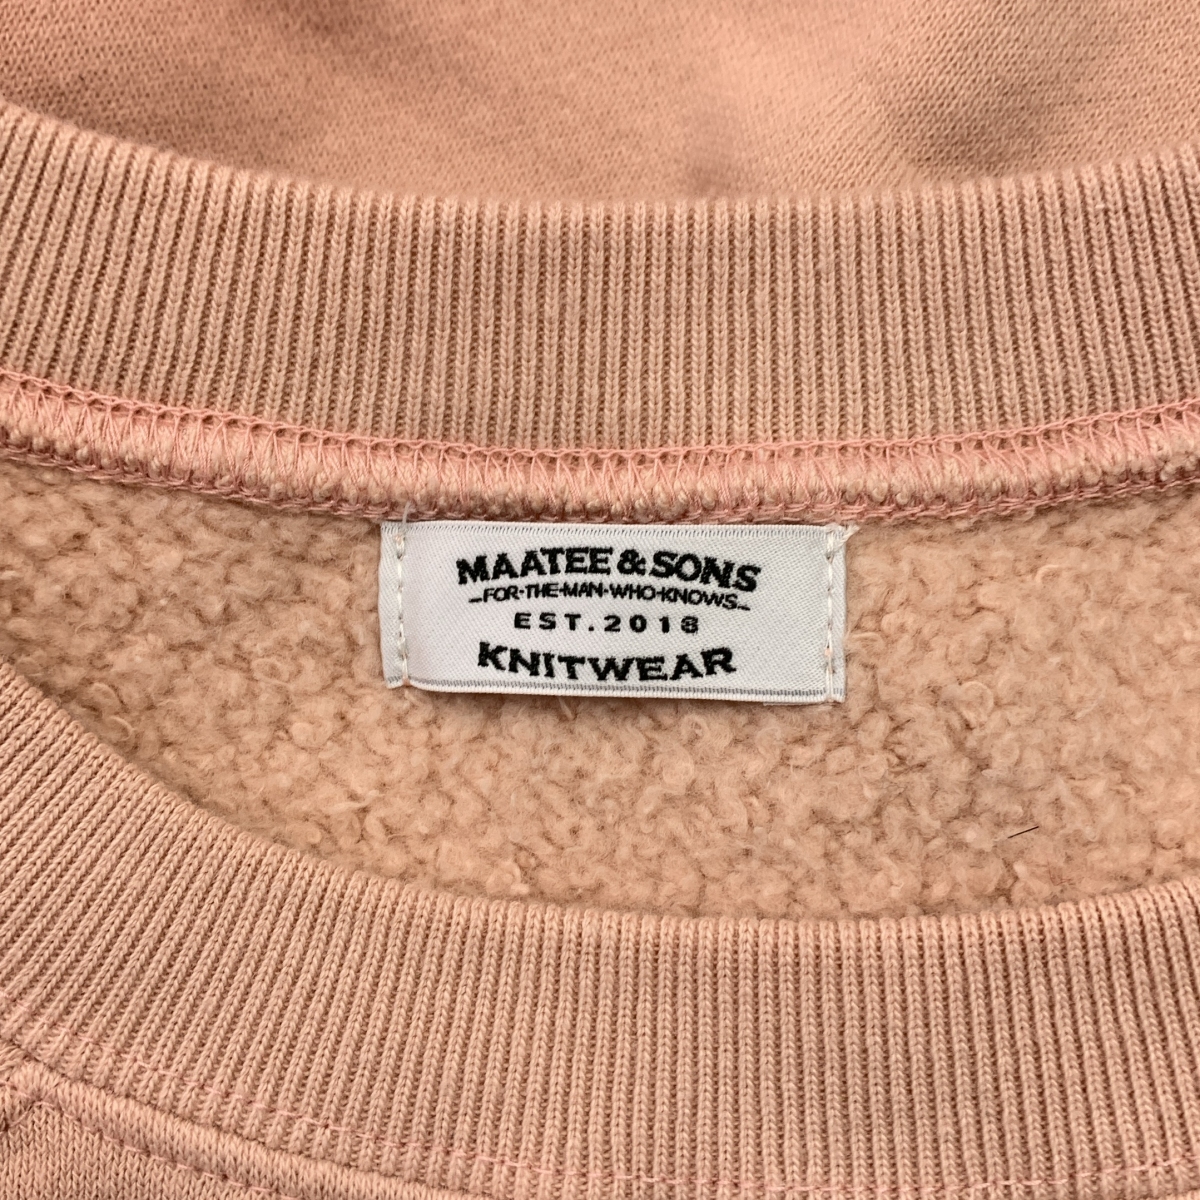 MAATEE & SONS
-FOR-THE-MAN-WHO-KNOWS-
EST.2018
KNITWEAR